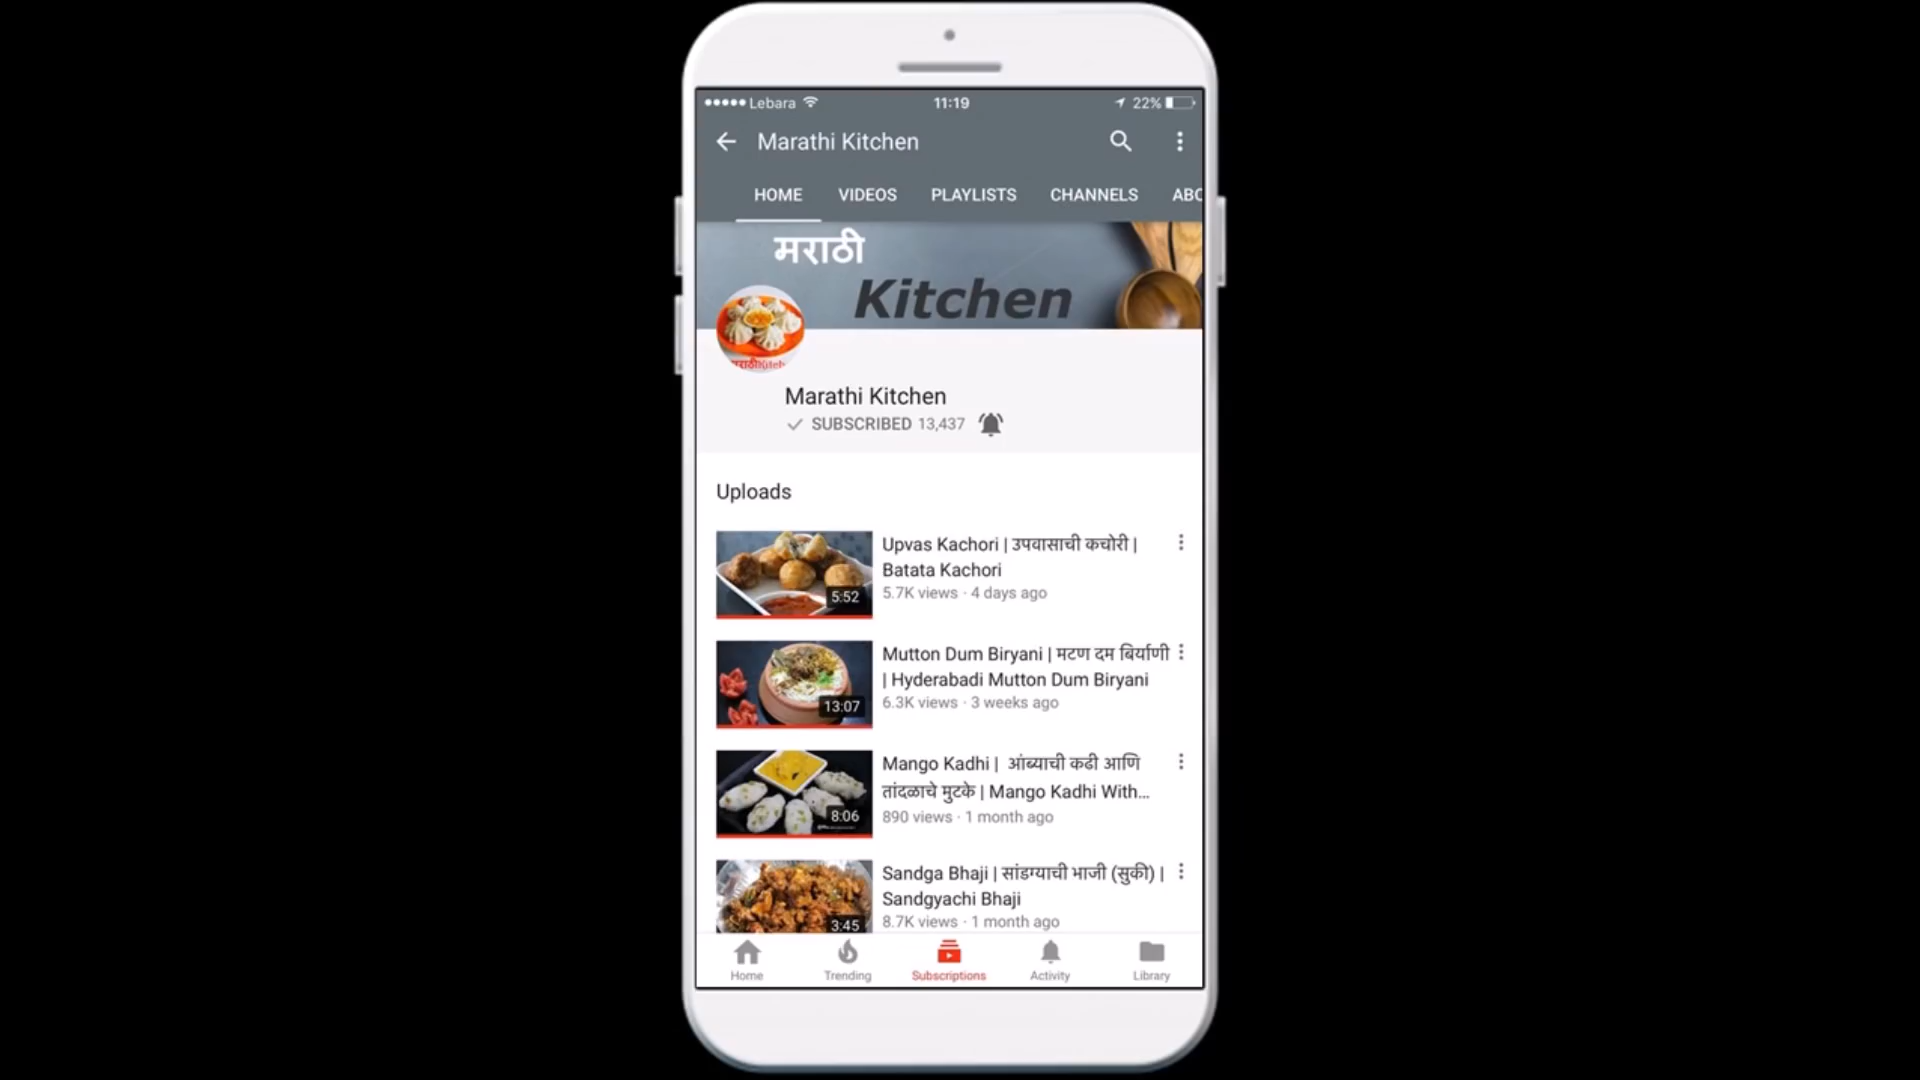 Lebara 11:19 22%
Marathi Kitchen
HOME VIDEOS PLAYLISTS CHANNELS ABC
मराठी
Kitchen
Marathi Kitchen
SUBSCRIBED 13,437
Uploads
Upvas Kachori | उपवासाची कचोरी |
Batata Kachori
5:52
5.7K views · 4 days ago
Mutton Dum Biryani | मटण दम बिर्याणी
| Hyderabadi Mutton Dum Biryani
13:07
6.3K views · 3 weeks ago
Mango Kadhi | आंब्याची कढी आणि
तांदळाचे मुटके | Mango Kadhi With...
8:06
890 views · 1 month ago
Sandga Bhaji | सांडग्याची भाजी (सुकी) |
Sandgyachi Bhaji
3:45
8.7K views · 1 month ago
Home Trending Subscriptions Activity Library